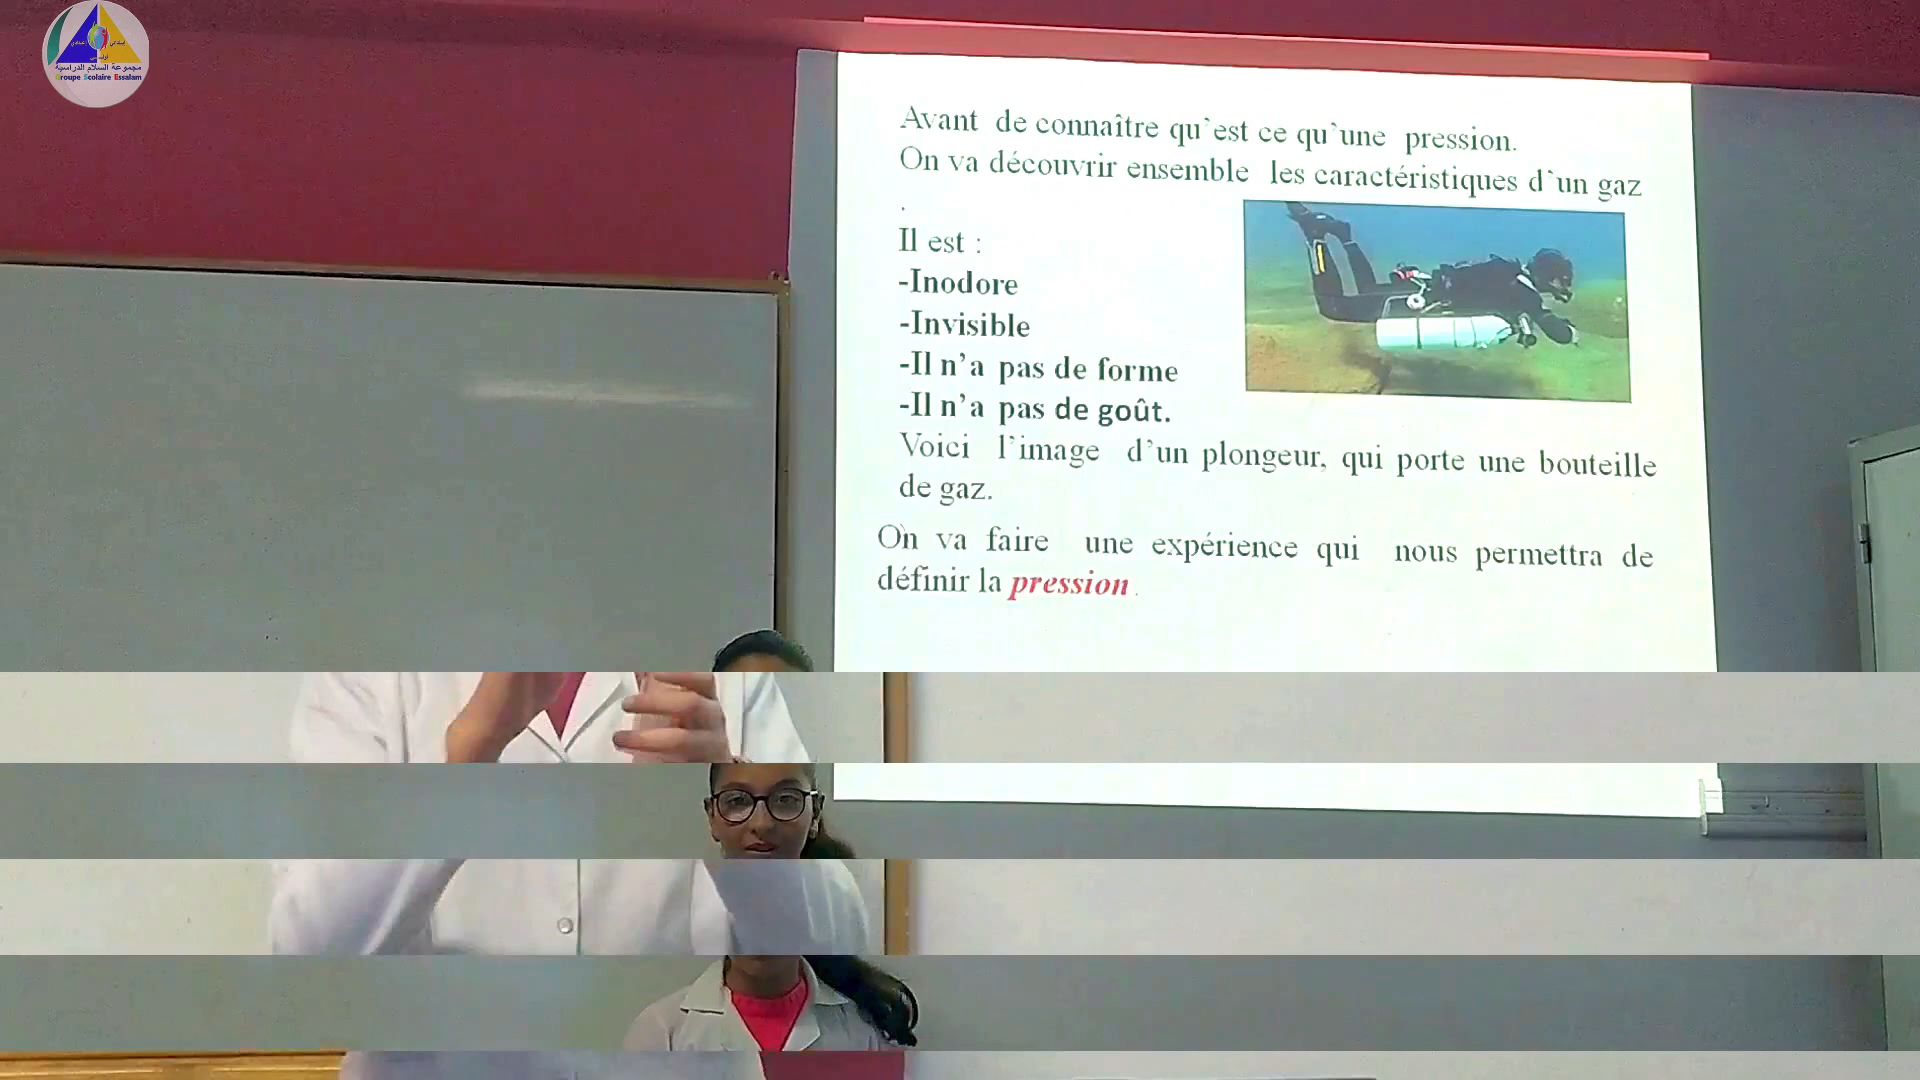 ابتدائي
إعدادي
أولي
مجموعة السلام الدراسية
Groupe Scolaire Essalam
Avant de connaître qu'est ce qu'une pression.
On va découvrir ensemble les caractéristiques d'un gaz
.
Il est :
-Inodore
-Invisible
-Il n'a pas de forme
-Il n'a pas de goût.
Voici l'image d'un plongeur, qui porte une bouteille
de gaz.
On va faire une expérience qui nous permettra de
définir la pression.